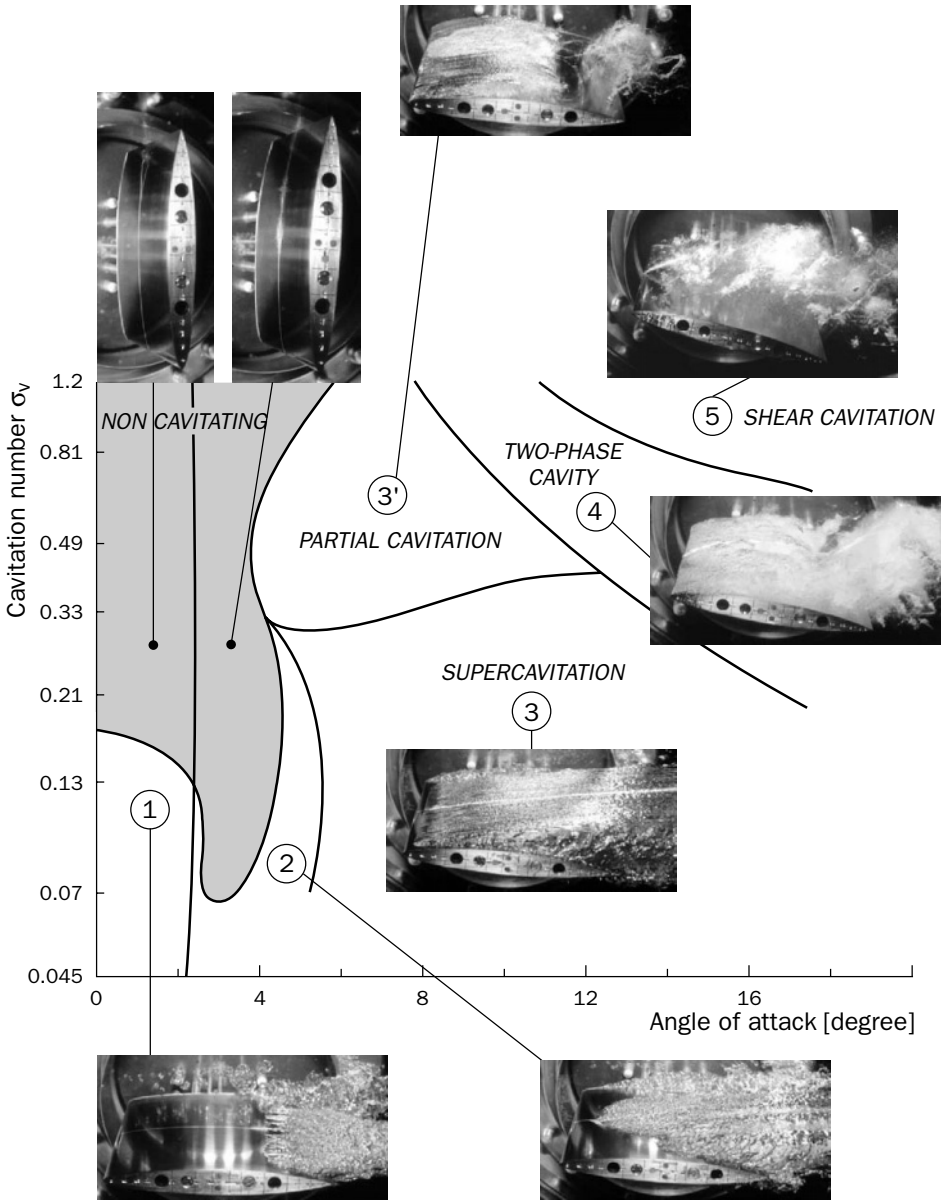 1.2
NON CAVITATING
5 SHEAR CAVITATION
0.81
TWO-PHASE
CAVITY
3'
4
0.49
PARTIAL CAVITATION
Cavitation number σv
0.33
0.21
SUPERCAVITATION
3
0.13
1
2
0.07
0.045
0 4 8 12 16
Angle of attack [degree]